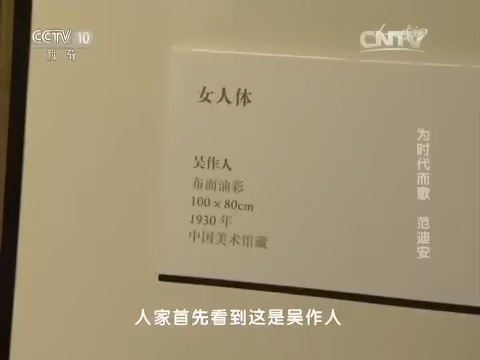 CCTV 10
科教
CNTV
女人体
吴作人
布面油彩
100 × 80cm
1930 年
中国美术馆藏
为时代而歌 范迪安
人家首先看到这是吴作人